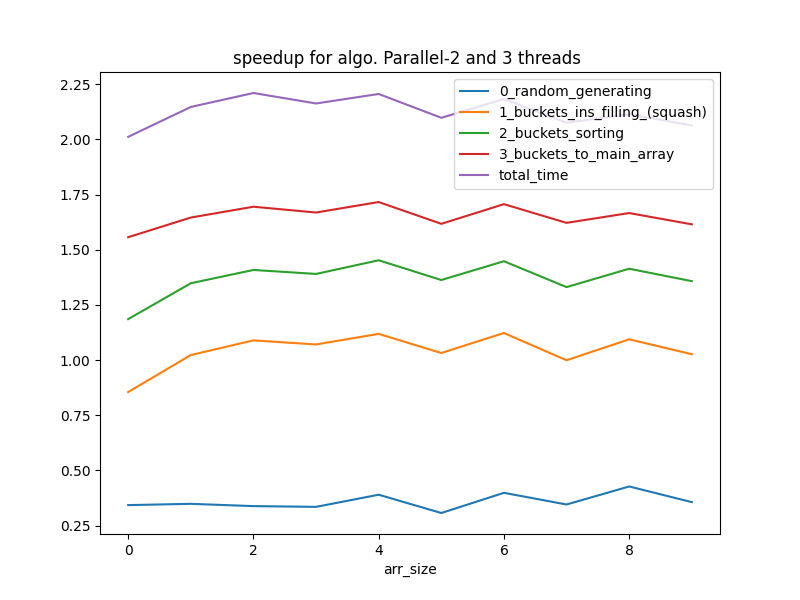 speedup for algo. Parallel-2 and 3 threads
2.25
2.00
1.75
1.50
1.25
1.00
0.75
0.50
0.25
0_random_generating
1_buckets_ins_filling_(squash)
2_buckets_sorting
3_buckets_to_main_array
total_time
0 2 4 6 8
arr_size